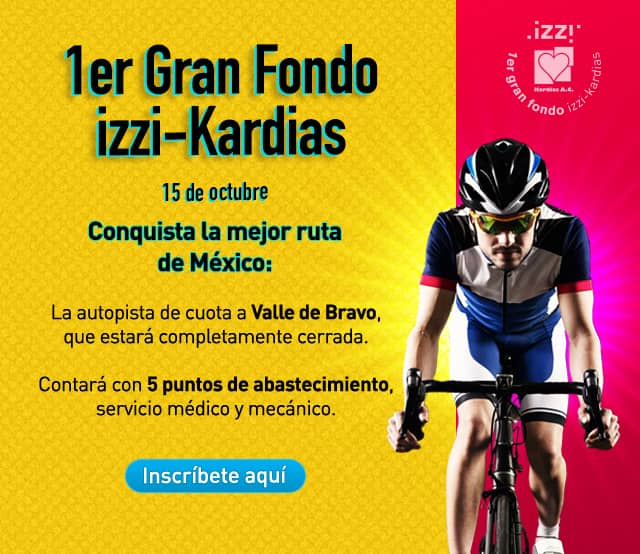 1er Gran Fondo
izzi-Kardias
15 de octubre
Conquista la mejor ruta
de México:
La autopista de cuota a Valle de Bravo,
que estará completamente cerrada.
Contará con 5 puntos de abastecimiento,
servicio médico y mecánico.
Inscríbete aquí
izzi
Kardias A.C.
1er gran fondo izzi-kardias